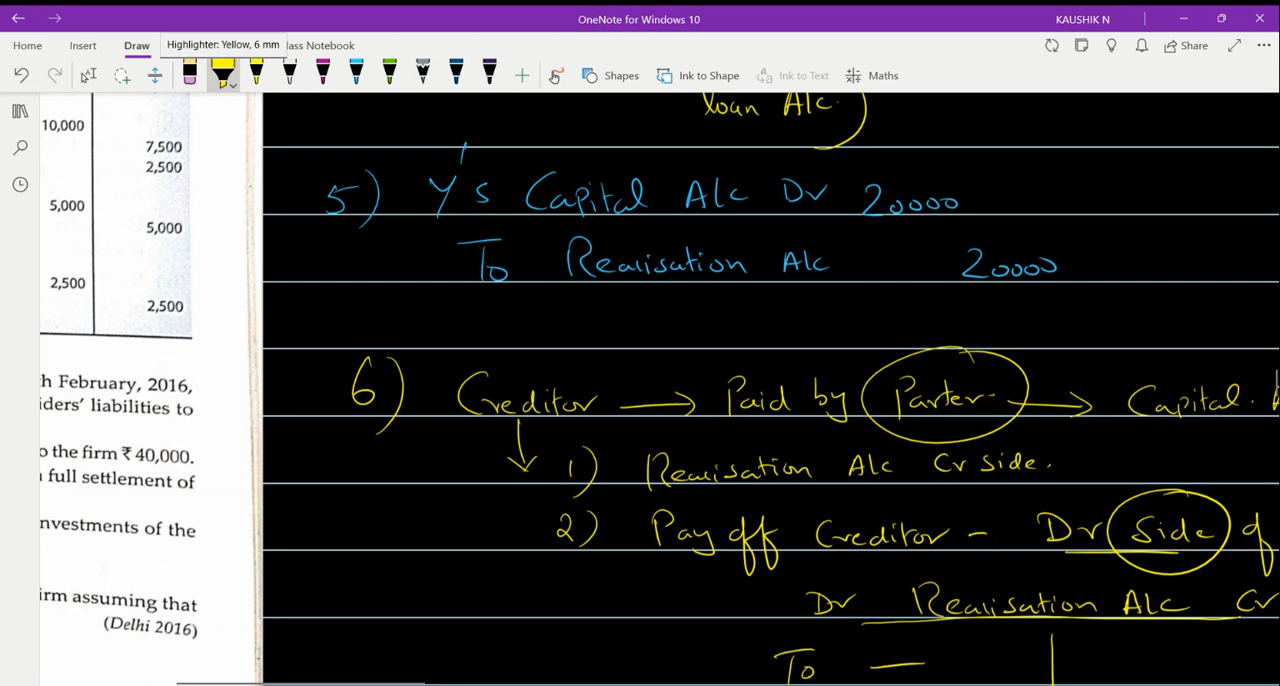 OneNote for Windows 10
KAUSHIK N
Home Insert Draw Highlighter: Yellow, 6 mm lass Notebook
Share
Shapes Ink to Shape Ink to Text Maths
10,000
7,500
2,500
5,000
5,000
2,500
2,500
h February, 2016,
iders' liabilities to
o the firm ₹ 40,000.
full settlement of
nvestments of the
irm assuming that
(Delhi 2016)
loan A/c)
5) Y's Capital A/c Dr 20000
To Realisation A/c 20000
6) Creditor → Paid by Parter → Capital.
1) Realisation A/c Cr side.
2) Pay off Creditor - Dr Side of
Dr Realisation A/c Cr
To —